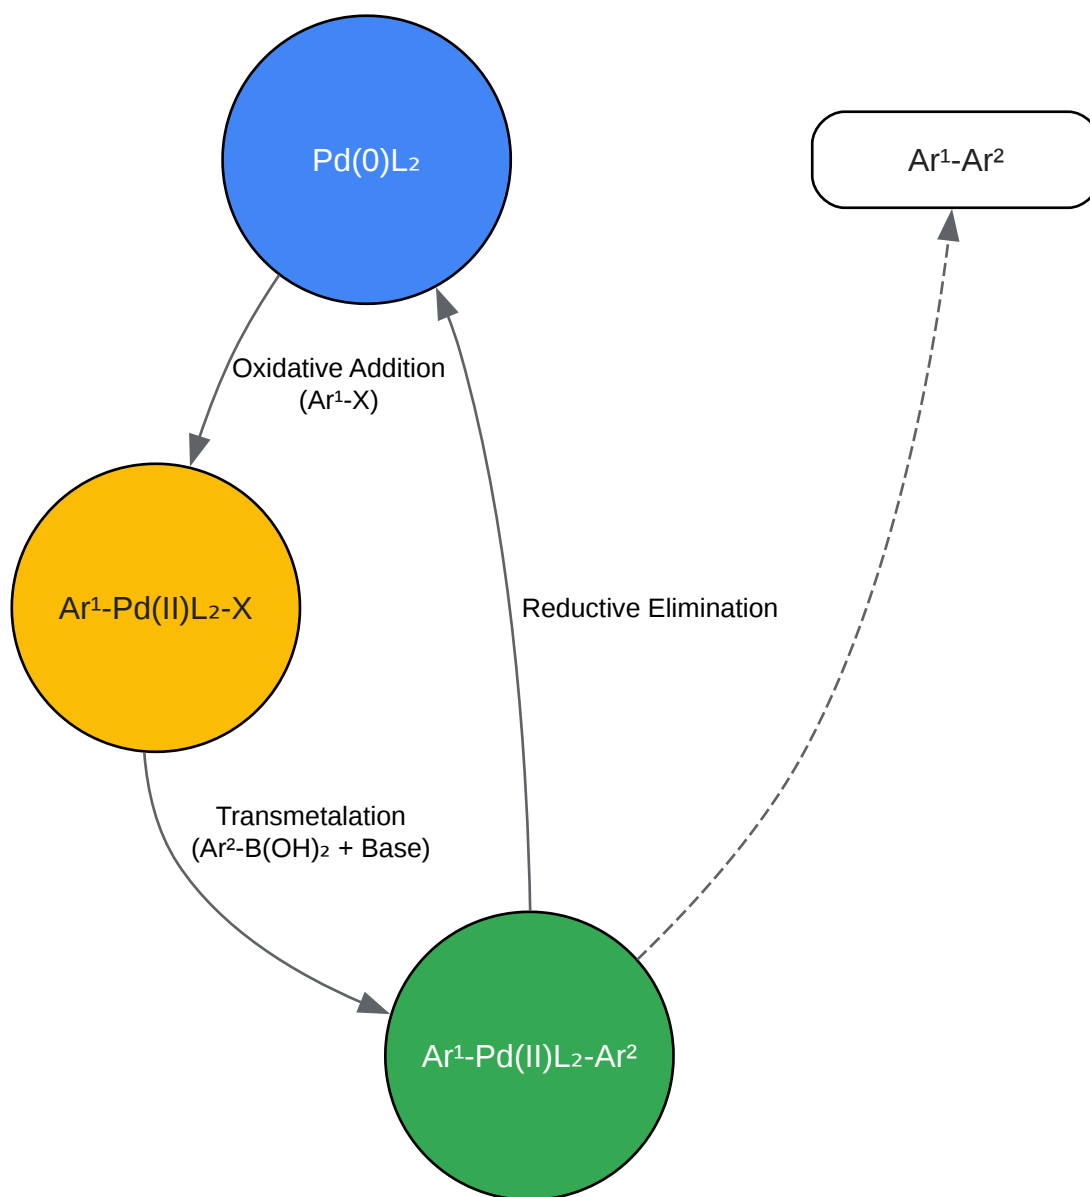 Pd(0)L₂
Ar¹-Ar²
Oxidative Addition
(Ar¹-X)
Ar¹-Pd(II)L₂-X
Reductive Elimination
Transmetalation
(Ar²-B(OH)₂ + Base)
Ar¹-Pd(II)L₂-Ar²